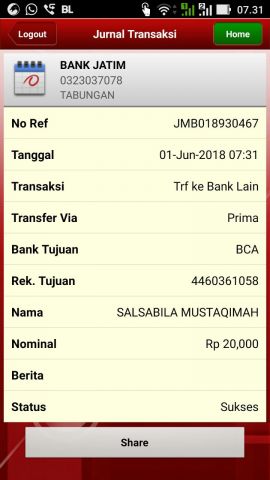 BL 07.31
Logout Jurnal Transaksi Home
BANK JATIM
0323037078
TABUNGAN
No Ref JMB018930467
Tanggal 01-Jun-2018 07:31
Transaksi Trf ke Bank Lain
Transfer Via Prima
Bank Tujuan BCA
Rek. Tujuan 4460361058
Nama SALSABILA MUSTAQIMAH
Nominal Rp 20,000
Berita
Status Sukses
Share